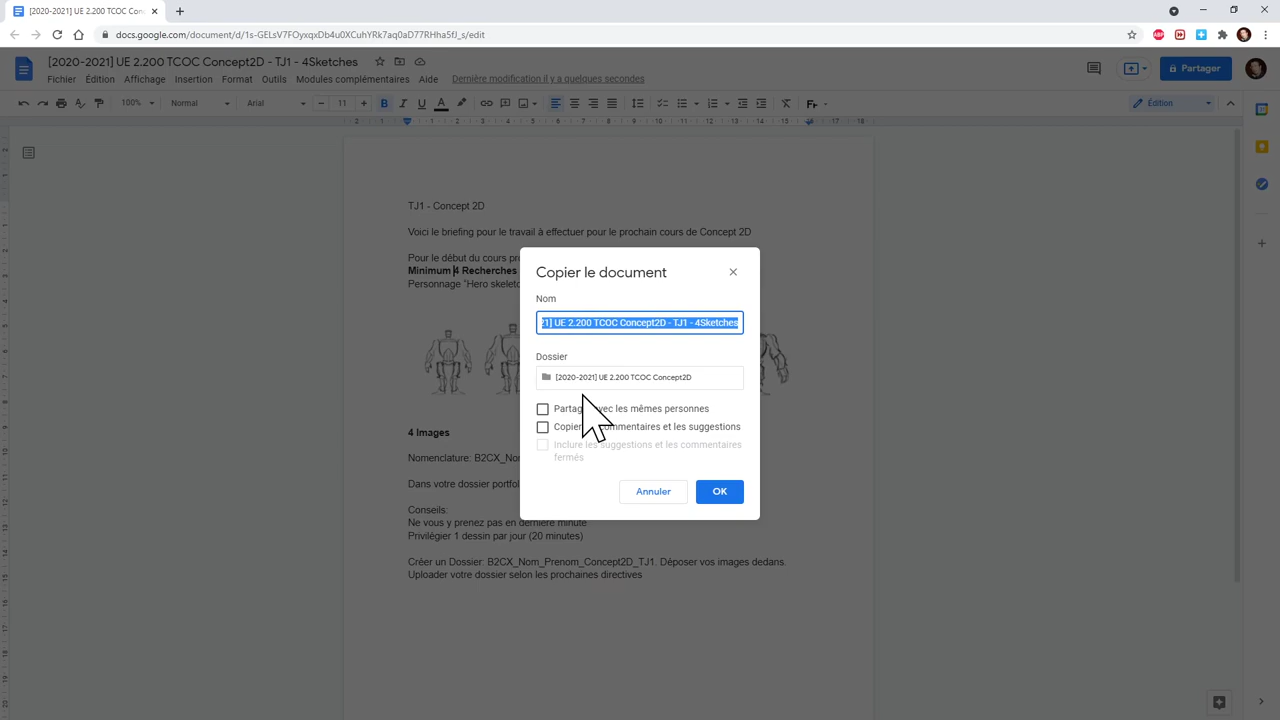 [2020-2021] UE 2.200 TCOC Con
docs.google.com/document/d/1s-GELsV7FOyxqxDb4u0XCuhYRk7aq0aD77RHha5fJ_s/edit
[2020-2021] UE 2.200 TCOC Concept2D - TJ1 - 4Sketches
Fichier Édition Affichage Insertion Format Outils Modules complémentaires Aide Dernière modification il y a quelques secondes
Partager
100% Normal Arial 11 Édition
TJ1 - Concept 2D
Voici le briefing pour le travail à effectuer pour le prochain cours de Concept 2D
Pour le début du cours pr
Minimum 4 Recherches
Personnage "Hero skeleto
Copier le document
Nom
21] UE 2.200 TCOC Concept2D - TJ1 - 4Sketches
Dossier
[2020-2021] UE 2.200 TCOC Concept2D
Partag vec les mêmes personnes
Copier commentaires et les suggestions
Inclure les suggestions et les commentaires
fermés
Annuler OK
4 Images
Nomenclature: B2CX_No
Dans votre dossier portfol
Conseils:
Ne vous y prenez pas en dernière minute
Privilégier 1 dessin par jour (20 minutes)
Créer un Dossier: B2CX_Nom_Prenom_Concept2D_TJ1. Déposer vos images dedans.
Uploader votre dossier selon les prochaines directives